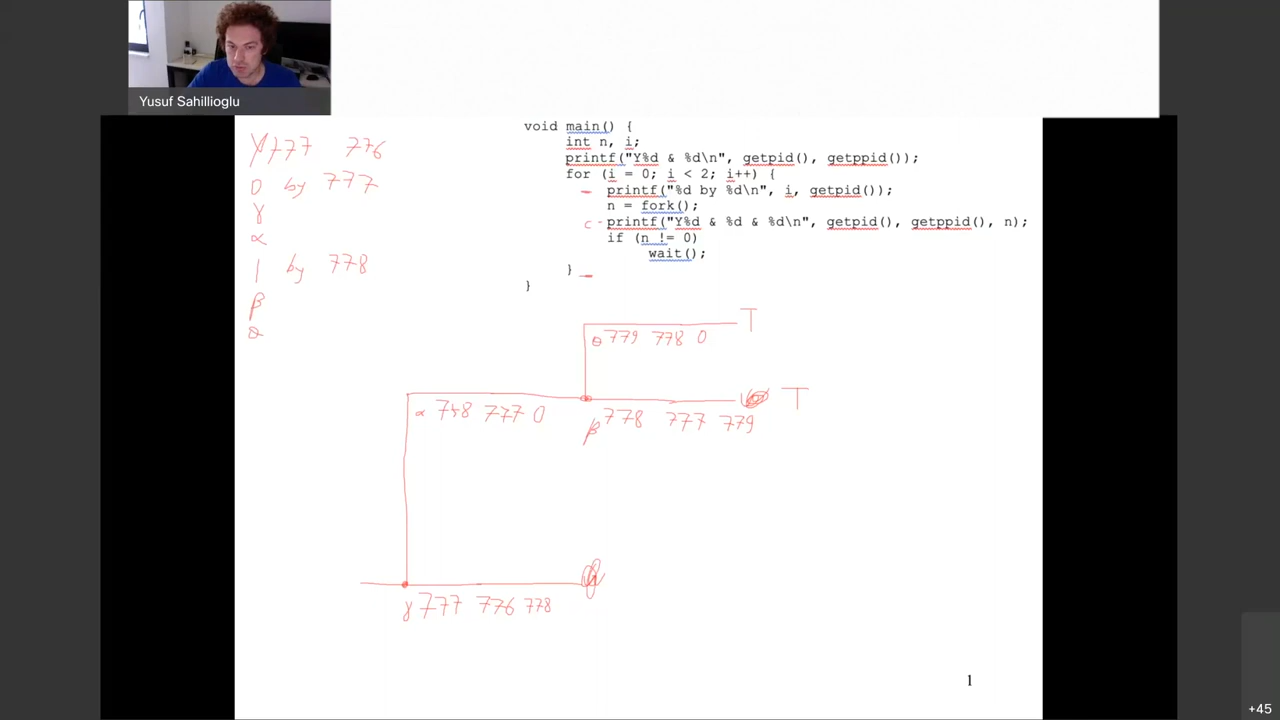 Yusuf Sahillioglu
Y777 776
0 by 777
γ
α
1 by 778
β
θ
void main() {
int n, i;
printf("Y%d & %d\n", getpid(), getppid());
for (i = 0; i < 2; i++) {
printf("%d by %d\n", i, getpid());
n = fork();
c - printf("Y%d & %d & %d\n", getpid(), getppid(), n);
if (n != 0)
wait();
}
}
T
θ 779 778 0
T
α 758 777 0
β 778 777 779
γ 777 776 778
1
+45